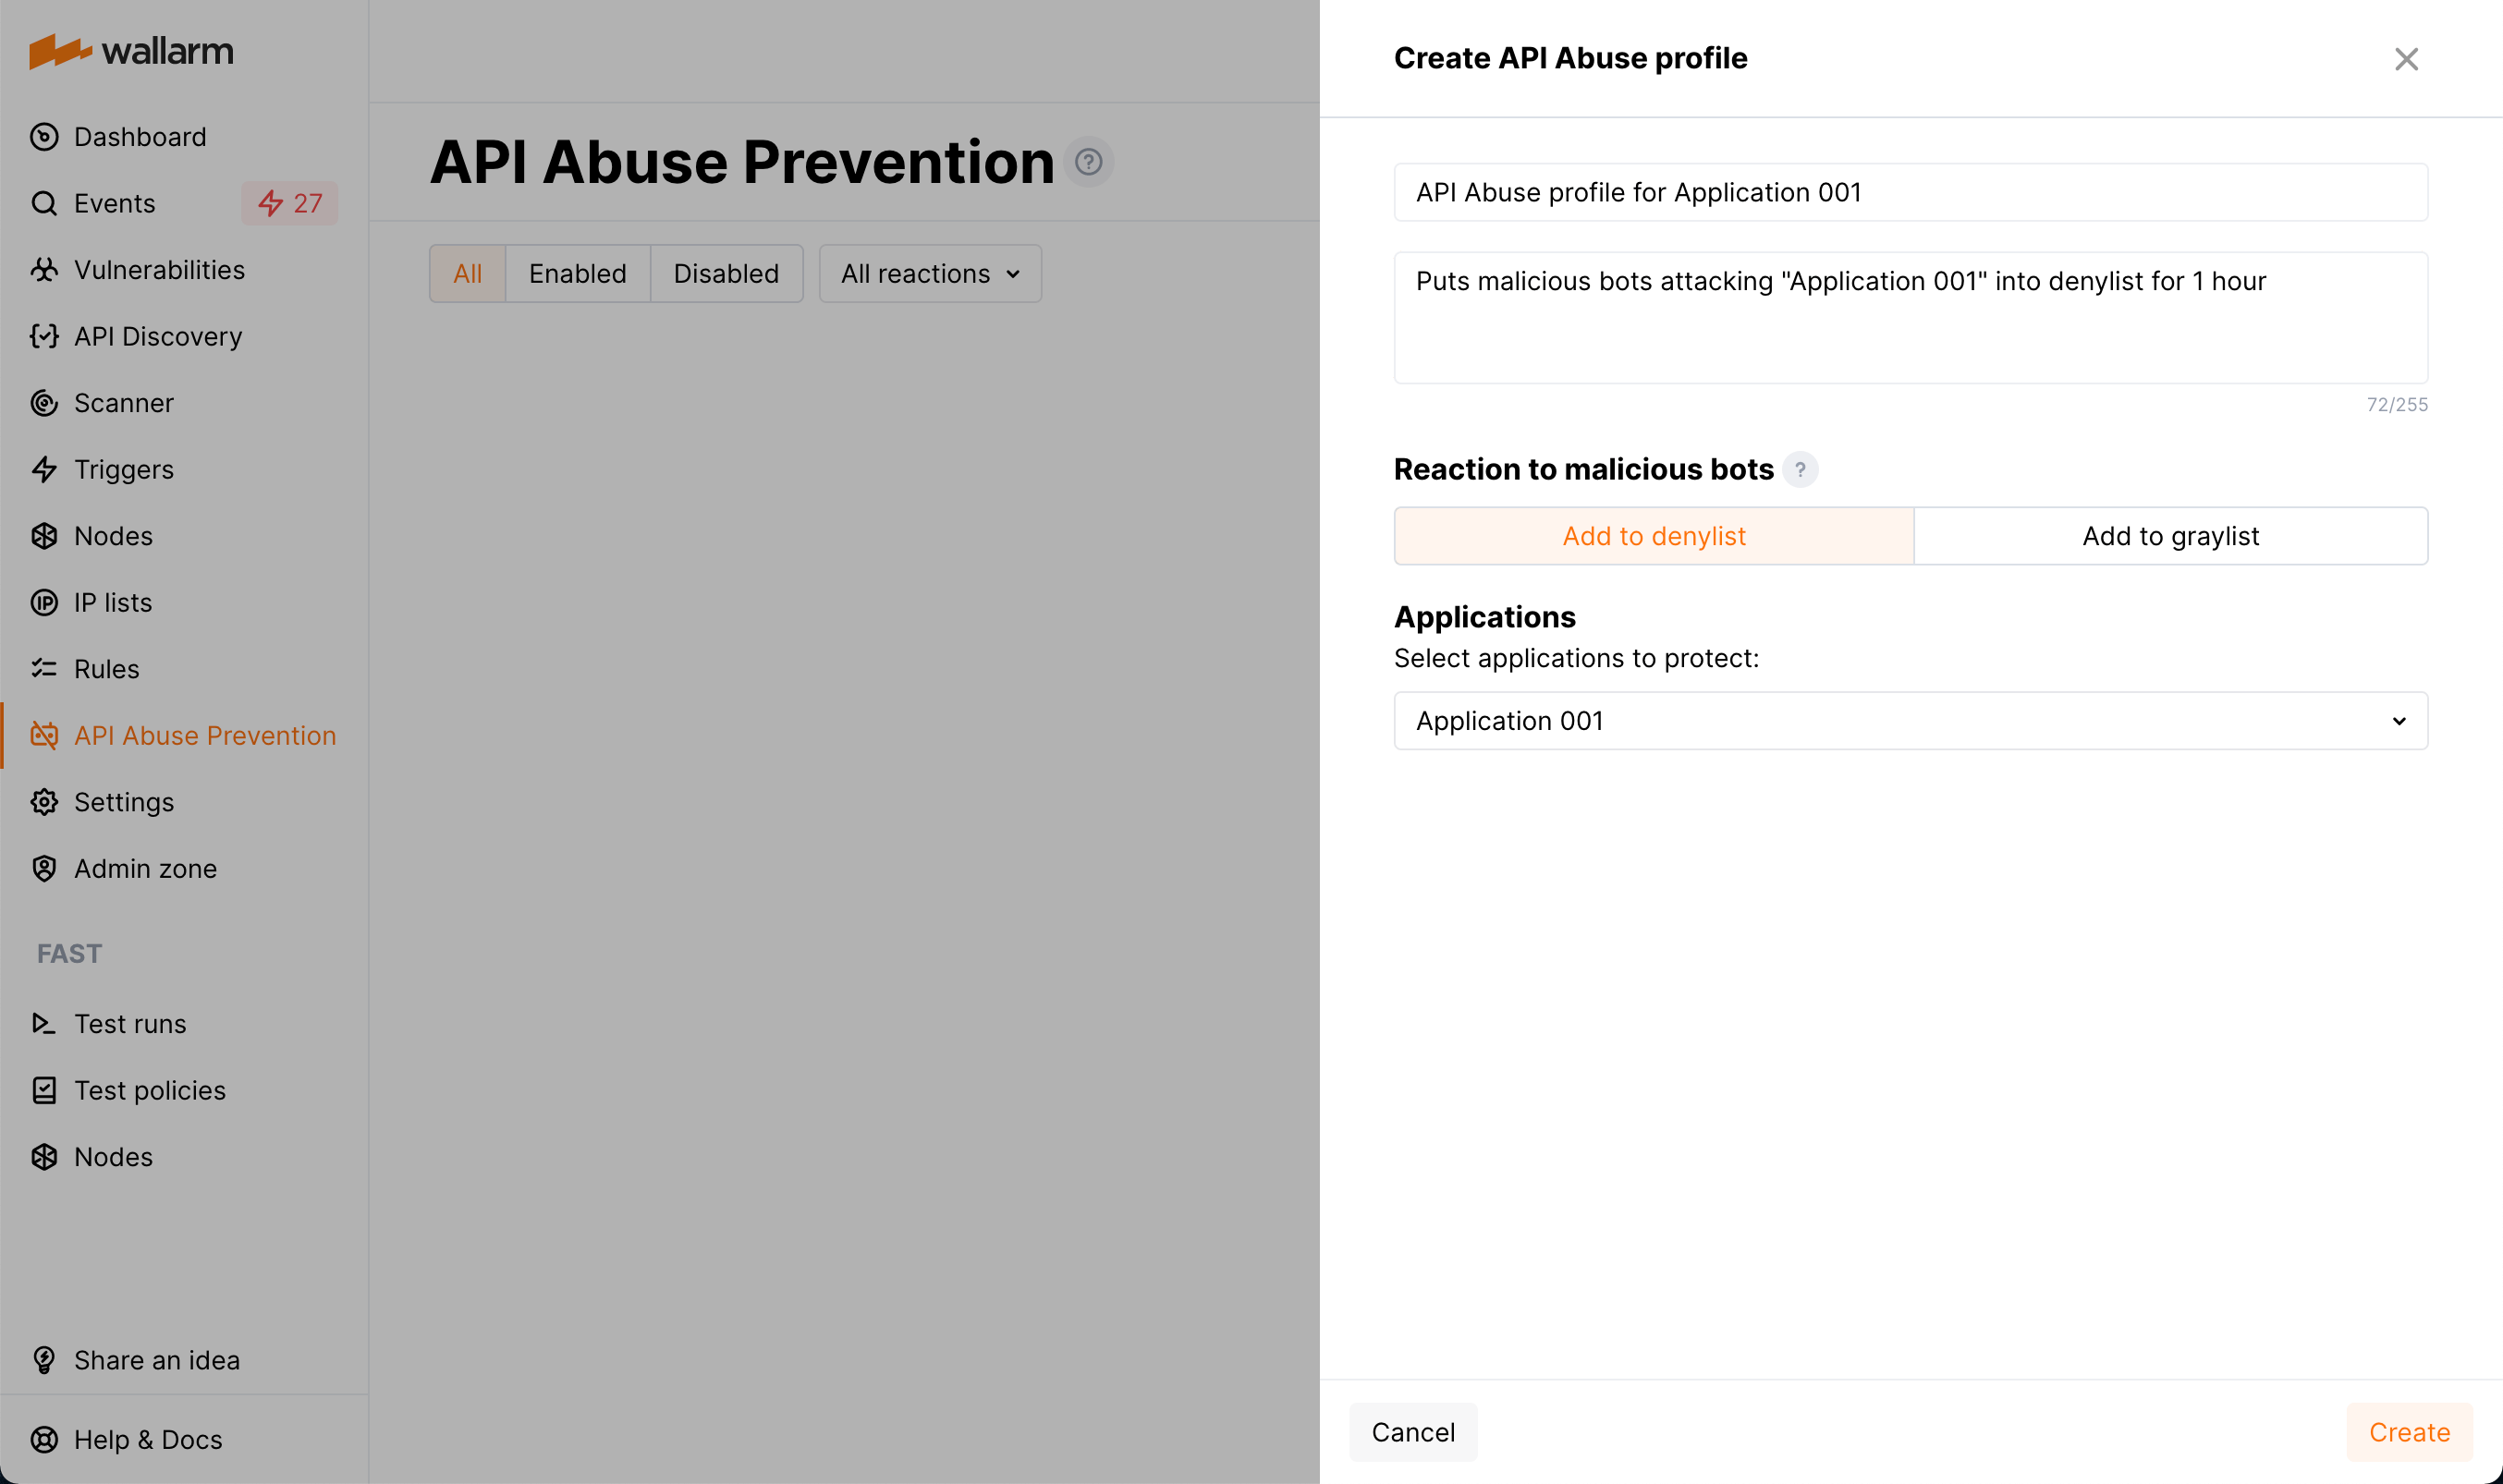 wallarm
Dashboard
Events
27
Vulnerabilities
API Discovery
Scanner
Triggers
Nodes
IP lists
Rules
API Abuse Prevention
Settings
Admin zone
FAST
Test runs
Test policies
Nodes
Share an idea
Help & Docs
API Abuse Prevention ?
All Enabled Disabled All reactions
Create API Abuse profile
API Abuse profile for Application 001
Puts malicious bots attacking "Application 001" into denylist for 1 hour
72/255
Reaction to malicious bots ?
Add to denylist Add to graylist
Applications
Select applications to protect:
Application 001
Cancel Create